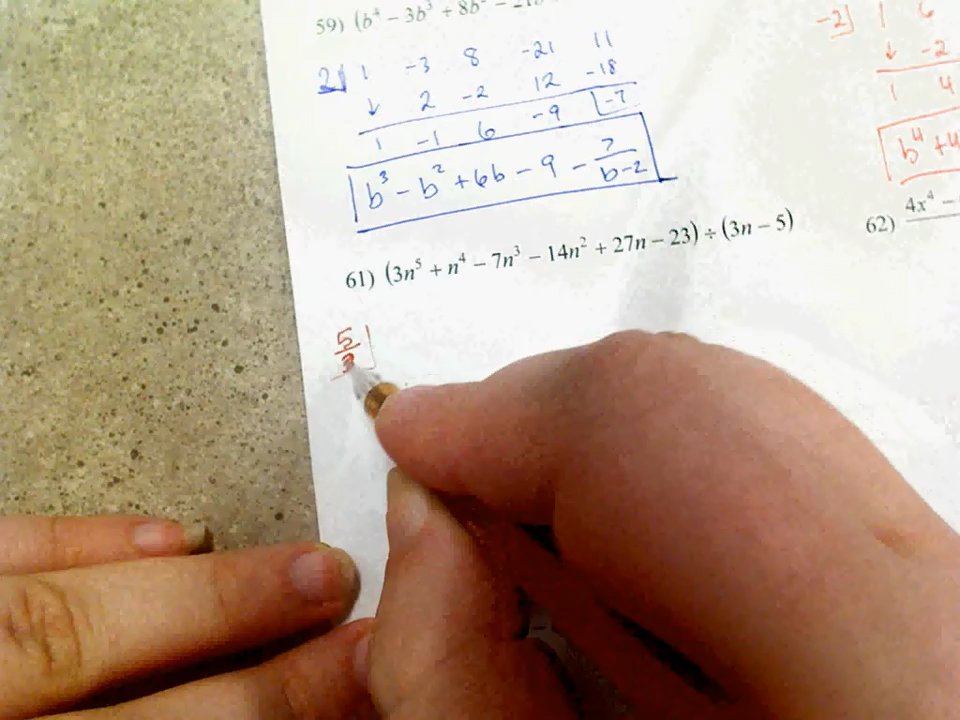 59) (b⁴ − 3b³ + 8b² −
2 1 -3 8 -21 11
↓ 2 -2 12 -18
1 -1 6 -9 -7
b³ - b² + 6b - 9 - 7/(b-2)
-2 1 6
↓ -2
1 4
b⁴ + 4
61) (3n⁵ + n⁴ − 7n³ − 14n² + 27n − 23) ÷ (3n − 5)
62) 4x⁴ −
5/3